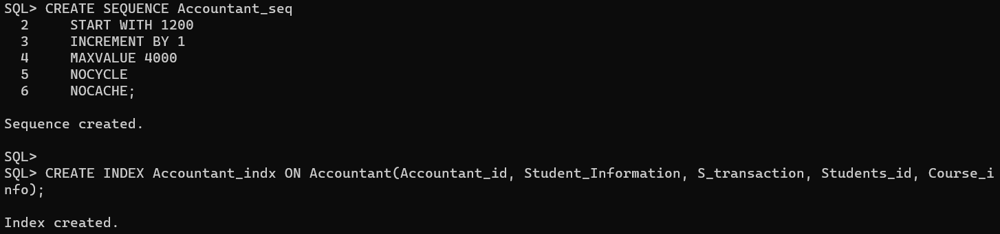 SQL> CREATE SEQUENCE Accountant_seq
  2     START WITH 1200
  3     INCREMENT BY 1
  4     MAXVALUE 4000
  5     NOCYCLE
  6     NOCACHE;
Sequence created.
SQL>
SQL> CREATE INDEX Accountant_indx ON Accountant(Accountant_id, Student_Information, S_transaction, Students_id, Course_i
nfo);
Index created.